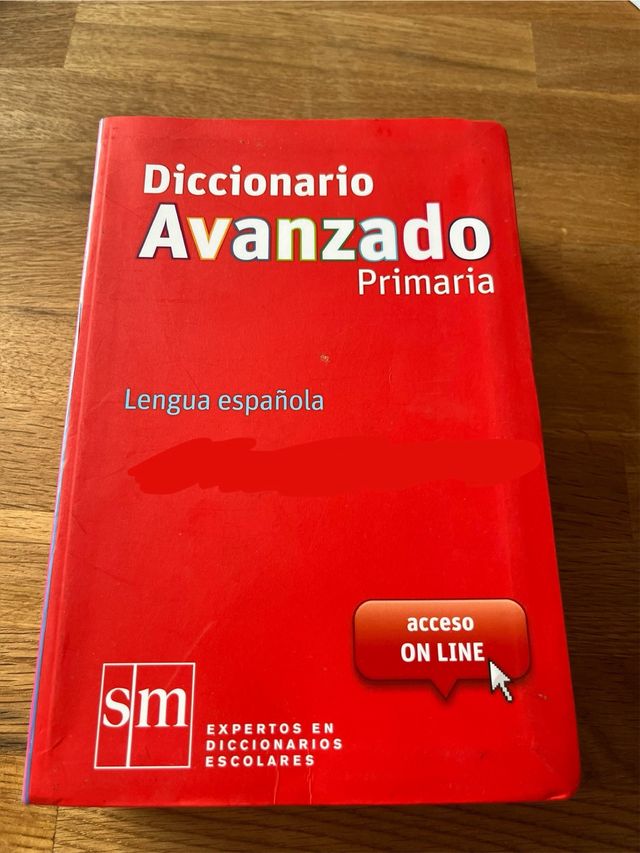 Diccionario
Avanzado
Primaria
Lengua española
acceso
ON LINE
sm
EXPERTOS EN
DICCIONARIOS
ESCOLARES